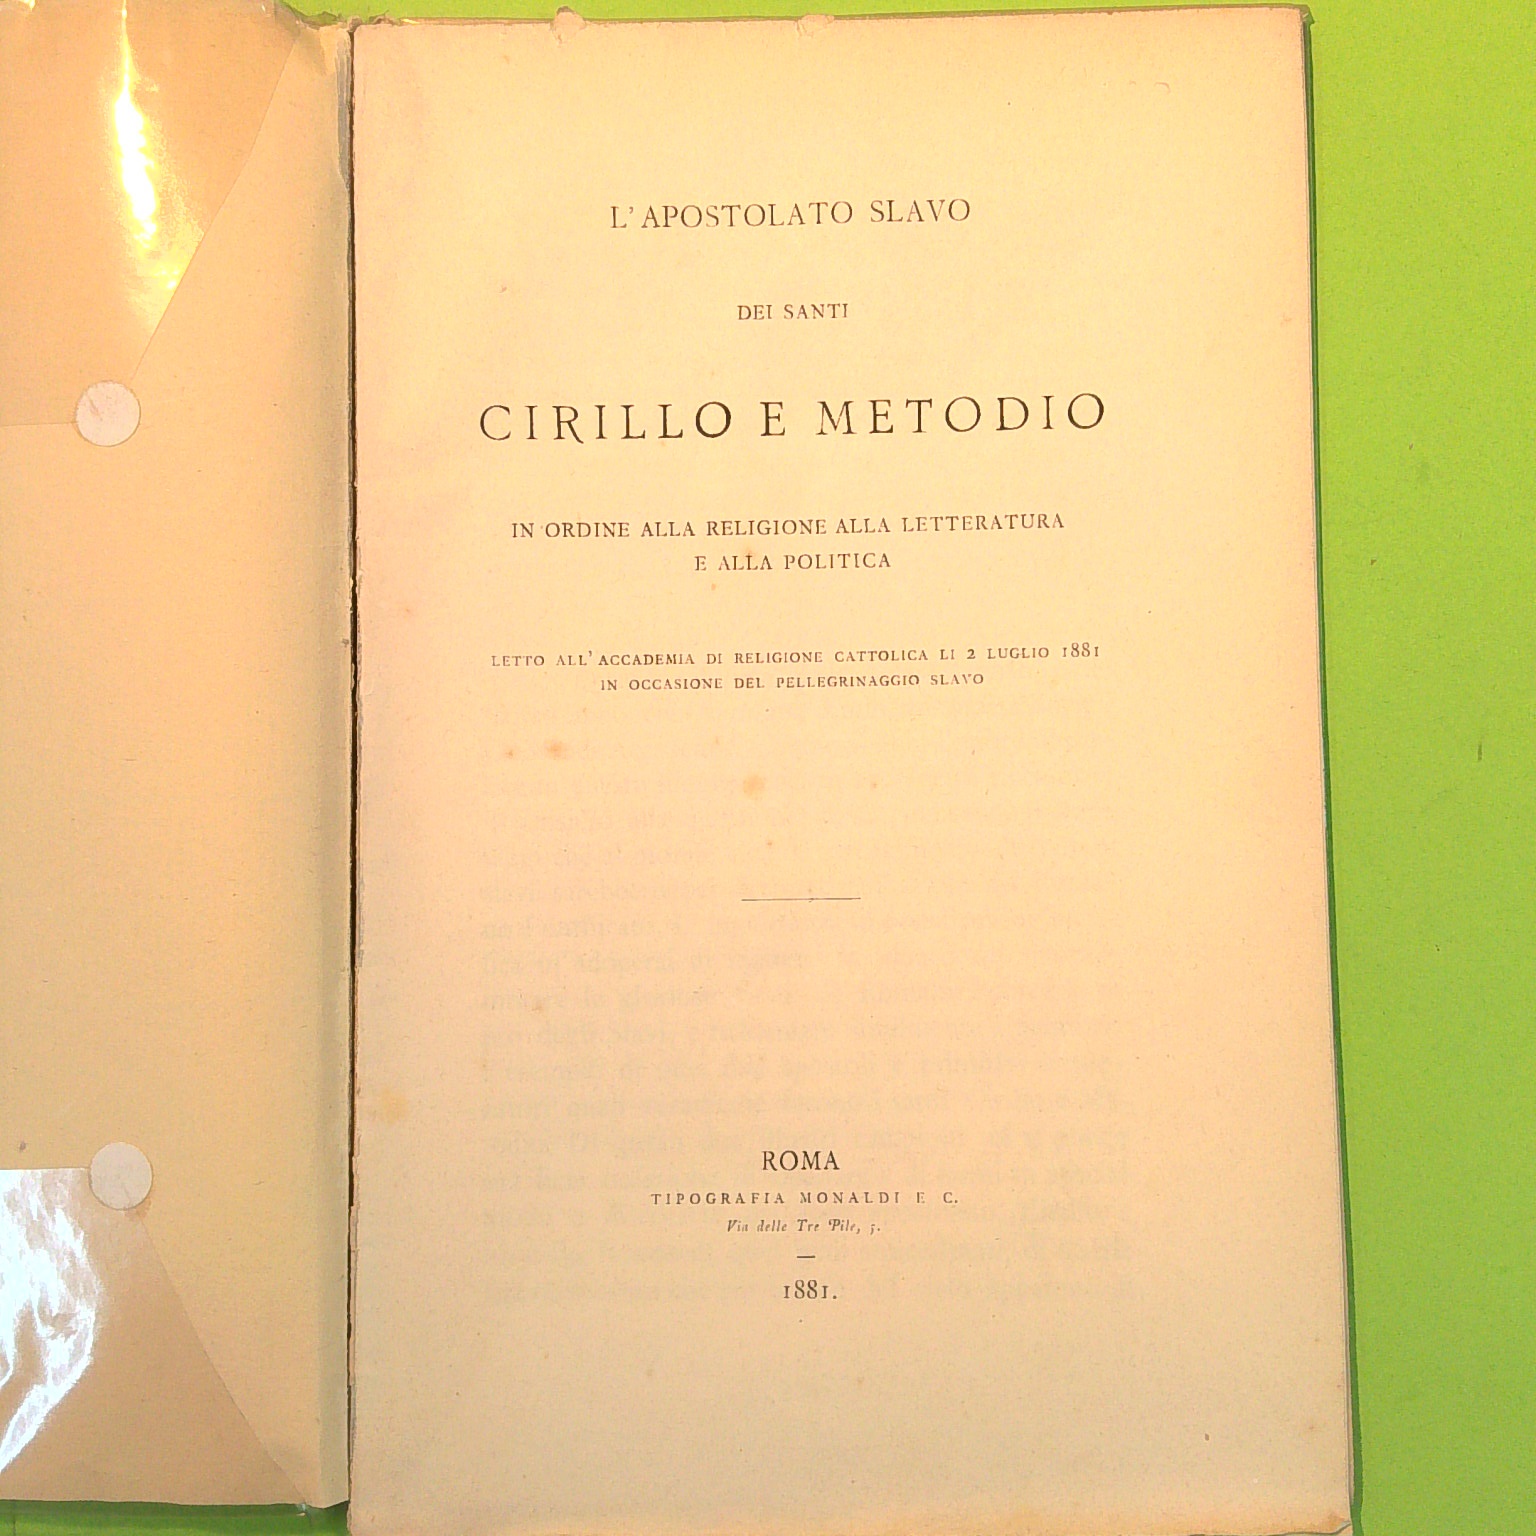 L' APOSTOLATO SLAVO
DEI SANTI
CIRILLO E METODIO
IN ORDINE ALLA RELIGIONE ALLA LETTERATURA
E ALLA POLITICA
LETTO ALL' ACCADEMIA DI RELIGIONE CATTOLICA LI 2 LUGLIO 1881
IN OCCASIONE DEL PELLEGRINAGGIO SLAVO
ROMA
TIPOGRAFIA MONALDI E C.
Via delle Tre Pile, 5.
1881.